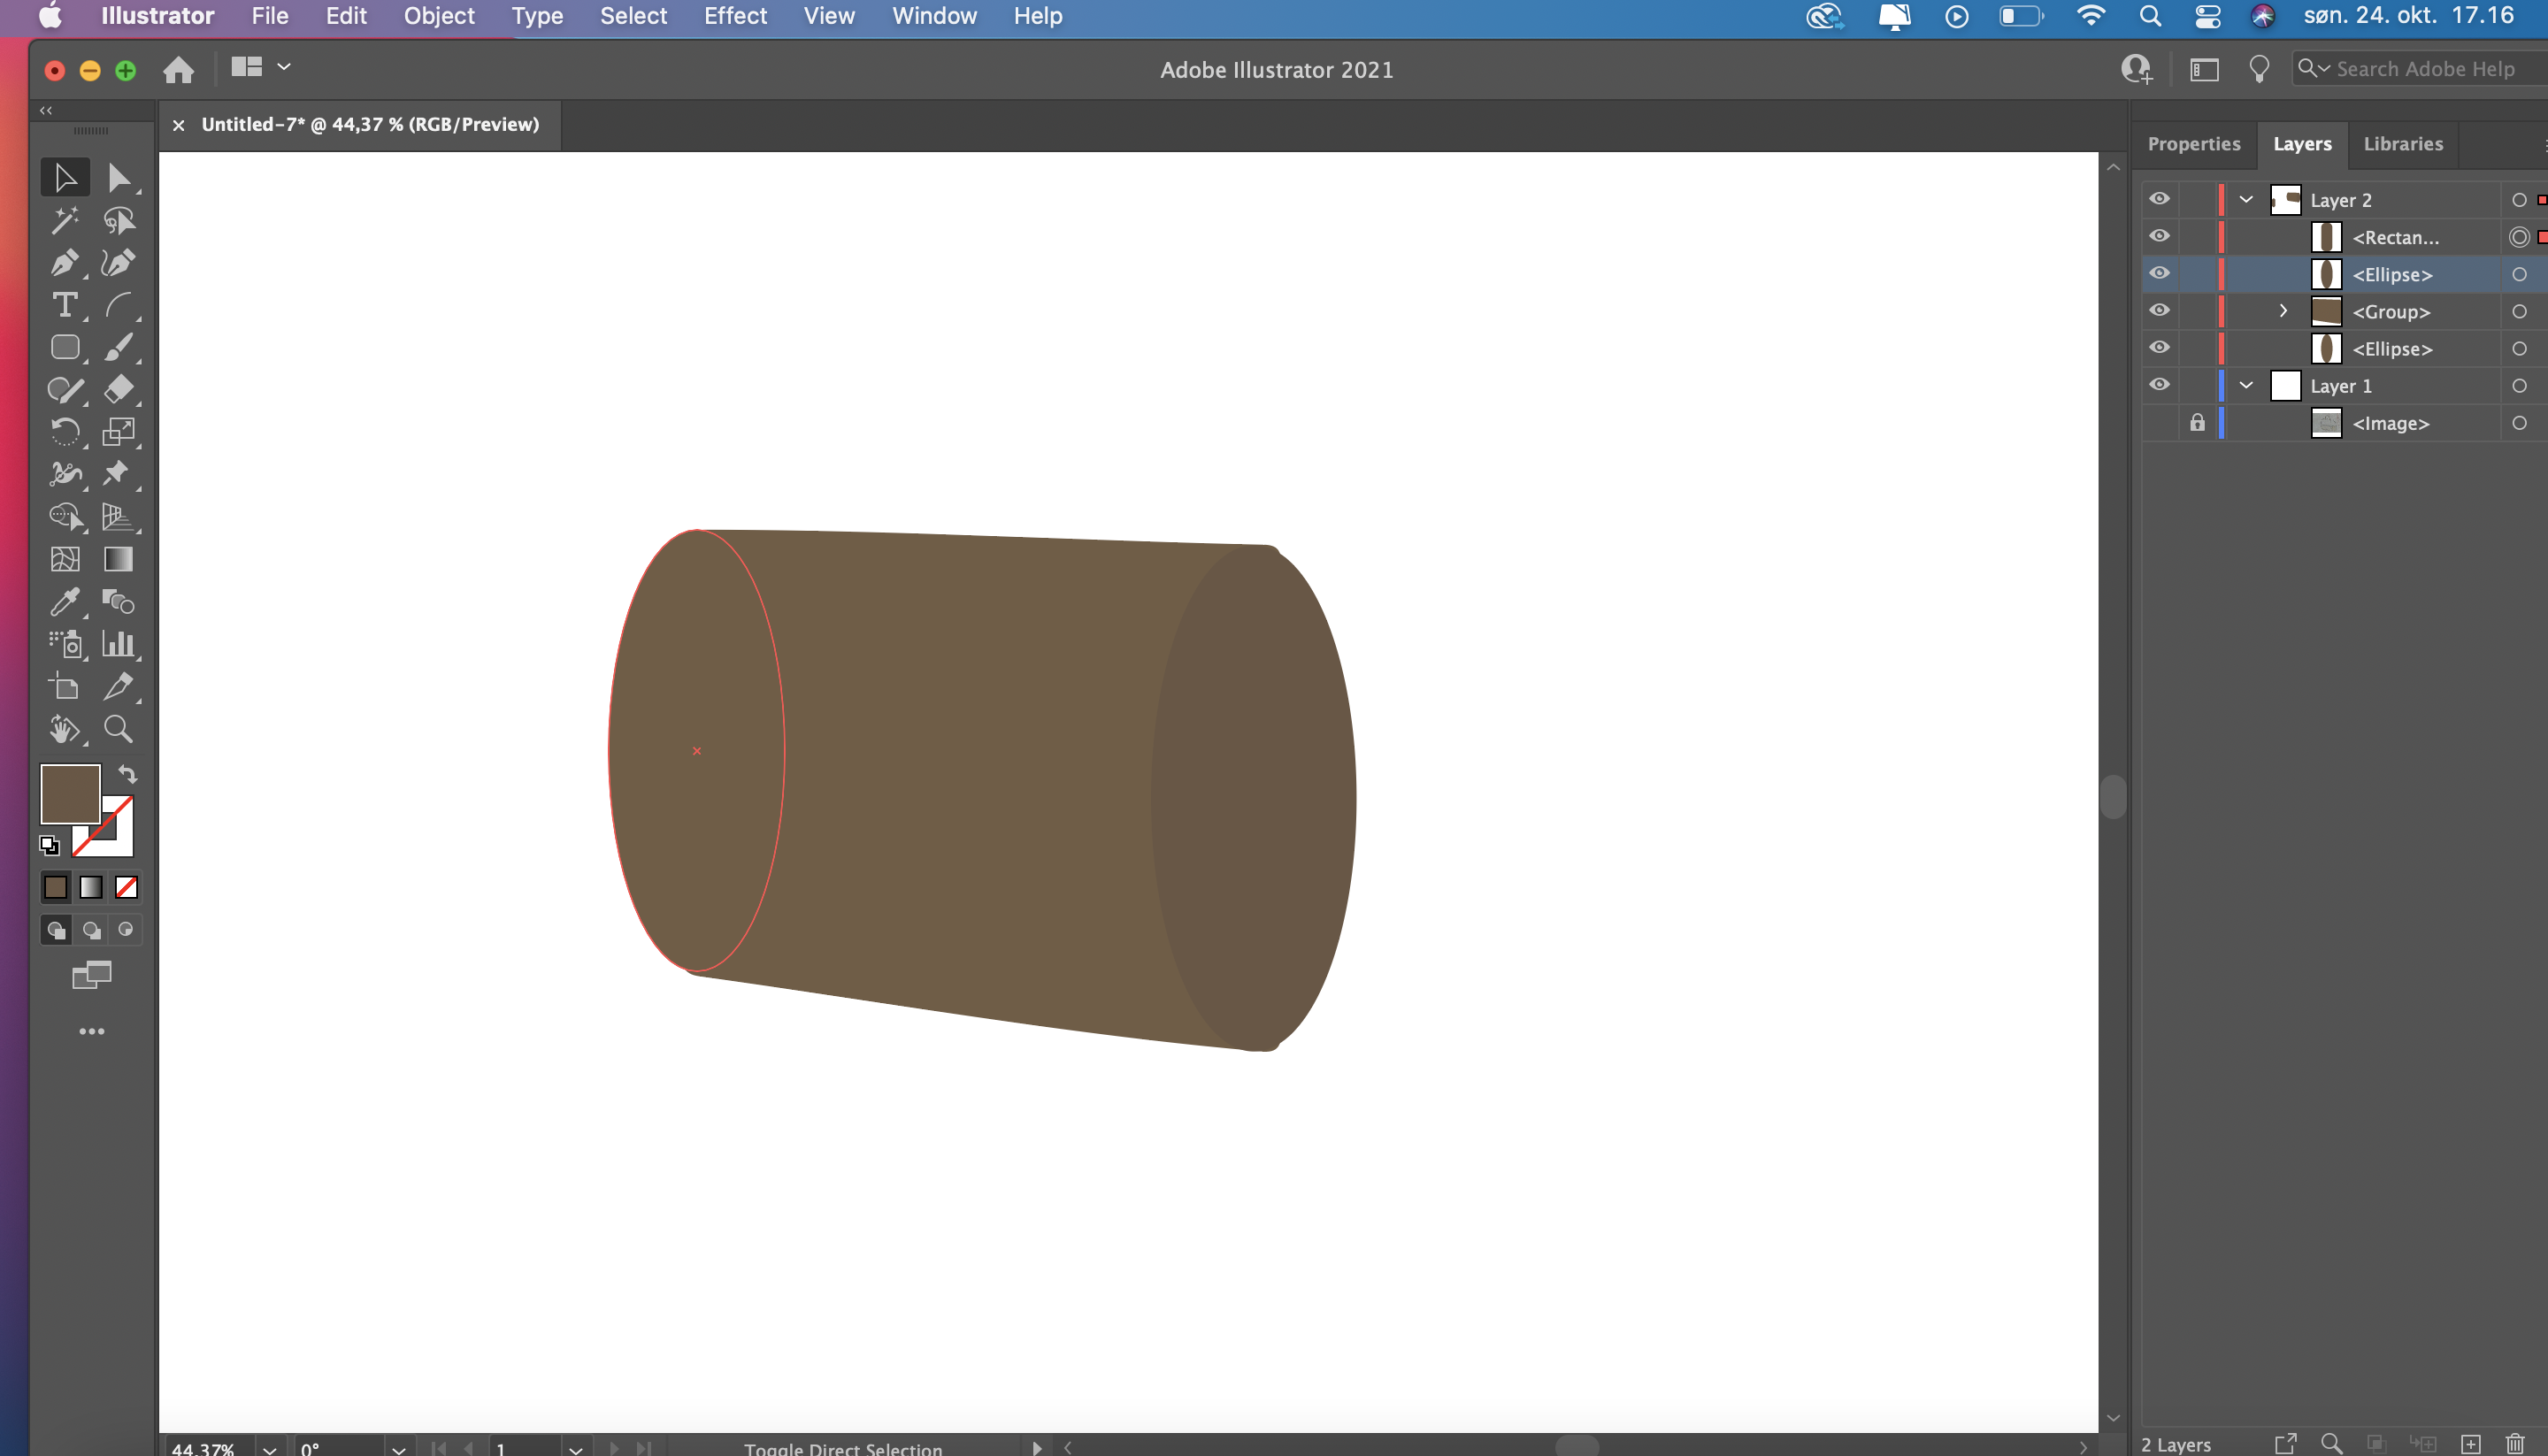 Illustrator File Edit Object Type Select Effect View Window Help søn. 24. okt. 17.16
Adobe Illustrator 2021
Search Adobe Help
× Untitled-7* @ 44,37 % (RGB/Preview)
Properties Layers Libraries
Layer 2
<Rectan...
<Ellipse>
<Group>
<Ellipse>
Layer 1
<Image>
44,37% 0° 1 Toggle Direct Selection
2 Layers